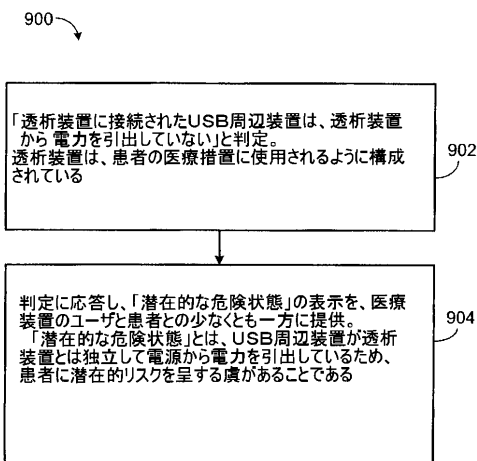 900
「透析装置に接続されたUSB周辺装置は、透析装置
から 電力を引出していない」と判定。
透析装置は、患者の医療措置に使用されるように構成
されている
902
判定に応答し、「潜在的な危険状態」の表示を、医療
装置のユーザと患者との少なくとも一方に提供。
「潜在的な危険状態」とは、USB周辺装置が透析
装置とは独立して電源から電力を引出しているため、
患者に潜在的リスクを呈する虞があることである
904